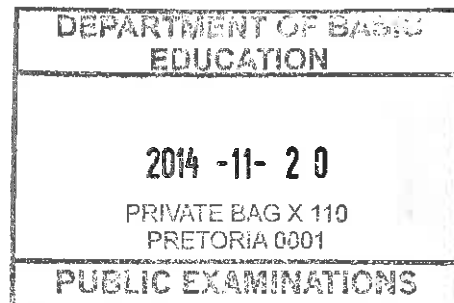 DEPARTMENT OF BASIC
EDUCATION
2014 -11- 20
PRIVATE BAG X 110
PRETORIA 0001
PUBLIC EXAMINATIONS